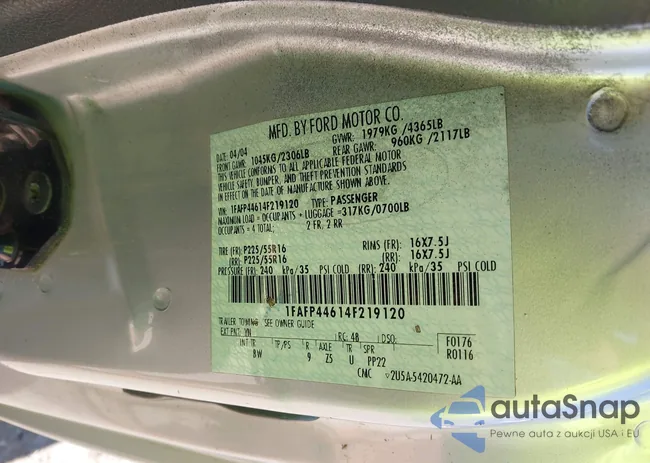 MFD. BY FORD MOTOR CO.
DATE: 04/04 GVWR: 1979KG /4365LB
FRONT GAWR: 1045KG/2306LB REAR GAWR: 960KG /2117LB
THIS VEHICLE CONFORMS TO ALL APPLICABLE FEDERAL MOTOR
VEHICLE SAFETY, BUMPER, AND THEFT PREVENTION STANDARDS
IN EFFECT ON THE DATE OF MANUFACTURE SHOWN ABOVE.
VIN: 1FAFP44614F219120 TYPE: PASSENGER
MAXIMUM LOAD = OCCUPANTS + LUGGAGE =317KG/0700LB
OCCUPANTS = 4 TOTAL; 2 FR, 2 RR
TIRE (FR): P225/55R16 RIMS (FR): 16X7.5J
(RR): P225/55R16 (RR): 16X7.5J
PRESSURE (FR): 240 kPa/35 PSI COLD (RR): 240 kPa/35 PSI COLD
1FAFP44614F219120
TRAILER TOWING - SEE OWNER GUIDE
EXT PNT: YN RC: 48 DSO: F0176
INT TR TP/PS R AXLE TR SPR R0116
8W 9 Z5 U PP22
CMC 2U5A-5420472-AA
autaSnap
Pewne auta z aukcji USA i EU